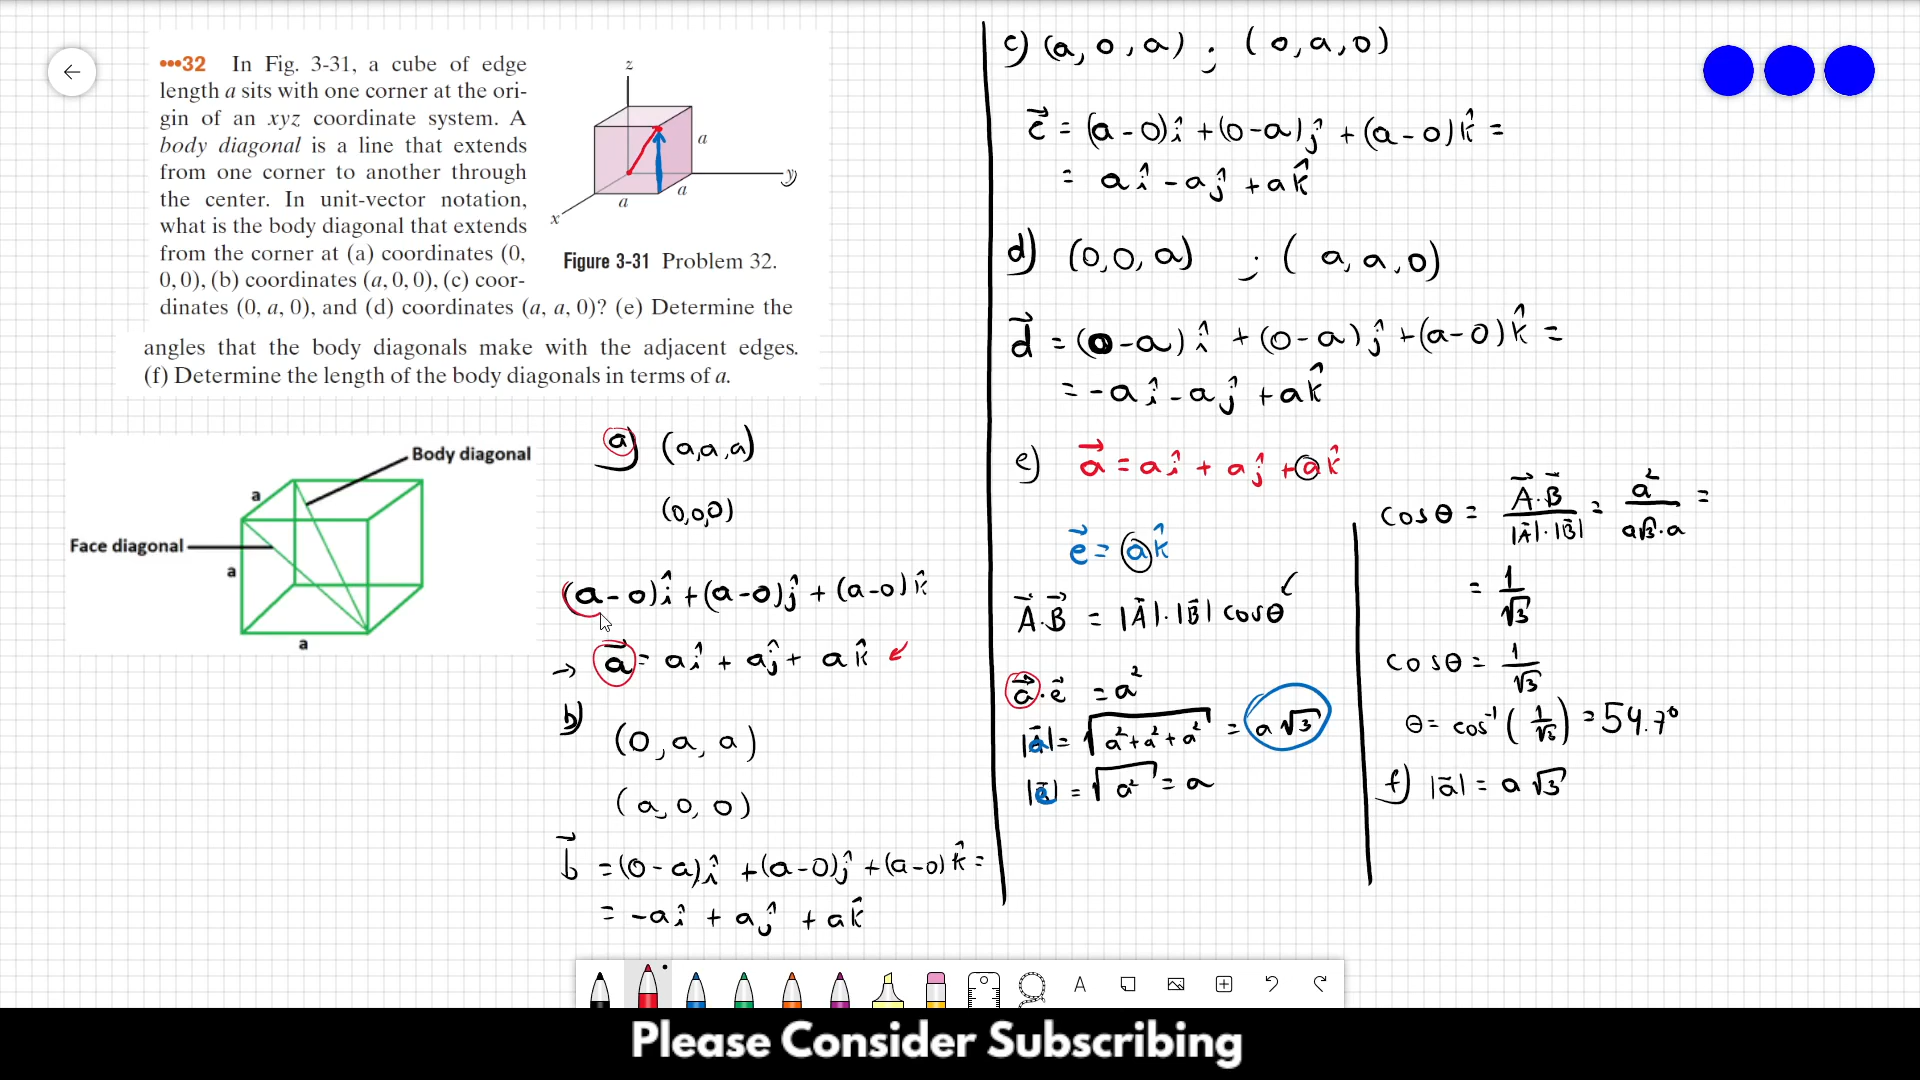 •••32 In Fig. 3-31, a cube of edge
length a sits with one corner at the ori-
gin of an xyz coordinate system. A
body diagonal is a line that extends
from one corner to another through
the center. In unit-vector notation,
what is the body diagonal that extends
from the corner at (a) coordinates (0,
0, 0), (b) coordinates (a, 0, 0), (c) coor-
dinates (0, a, 0), and (d) coordinates (a, a, 0)? (e) Determine the
angles that the body diagonals make with the adjacent edges.
(f) Determine the length of the body diagonals in terms of a.
z
a
y
a
a
x
Figure 3-31 Problem 32.
Body diagonal
a
Face diagonal
a
a
a) (a,a,a)
(0,0,0)
(a-0)î + (a-0)ĵ + (a-0)k̂
→ a⃗ = aî + aĵ + ak̂
b)
(0, a, a)
(a, 0, 0)
b⃗ = (0-a)î + (a-0)ĵ + (a-0)k̂ =
= -aî + aĵ + ak̂
c) (a, 0, a) ; (0, a, 0)
c⃗ = (a-0)î + (0-a)ĵ + (a-0)k̂ =
= aî - aĵ + ak̂
d) (0,0,a) ; (a,a,0)
d⃗ = (0-a)î + (0-a)ĵ + (a-0)k̂ =
= -aî - aĵ + ak̂
e) a⃗ = aî + aĵ + ak̂
e⃗ = ak̂
A⃗·B⃗ = |A⃗|·|B⃗| cosθ
a⃗·e⃗ = a²
|a⃗| = √(a²+a²+a²) = a√3
|e⃗| = √a² = a
cosθ = A⃗·B⃗/|A⃗|·|B⃗| = a²/a√3·a =
= 1/√3
cosθ = 1/√3
θ = cos⁻¹(1/√3) = 54.7°
f) |a⃗| = a√3
A
Please Consider Subscribing